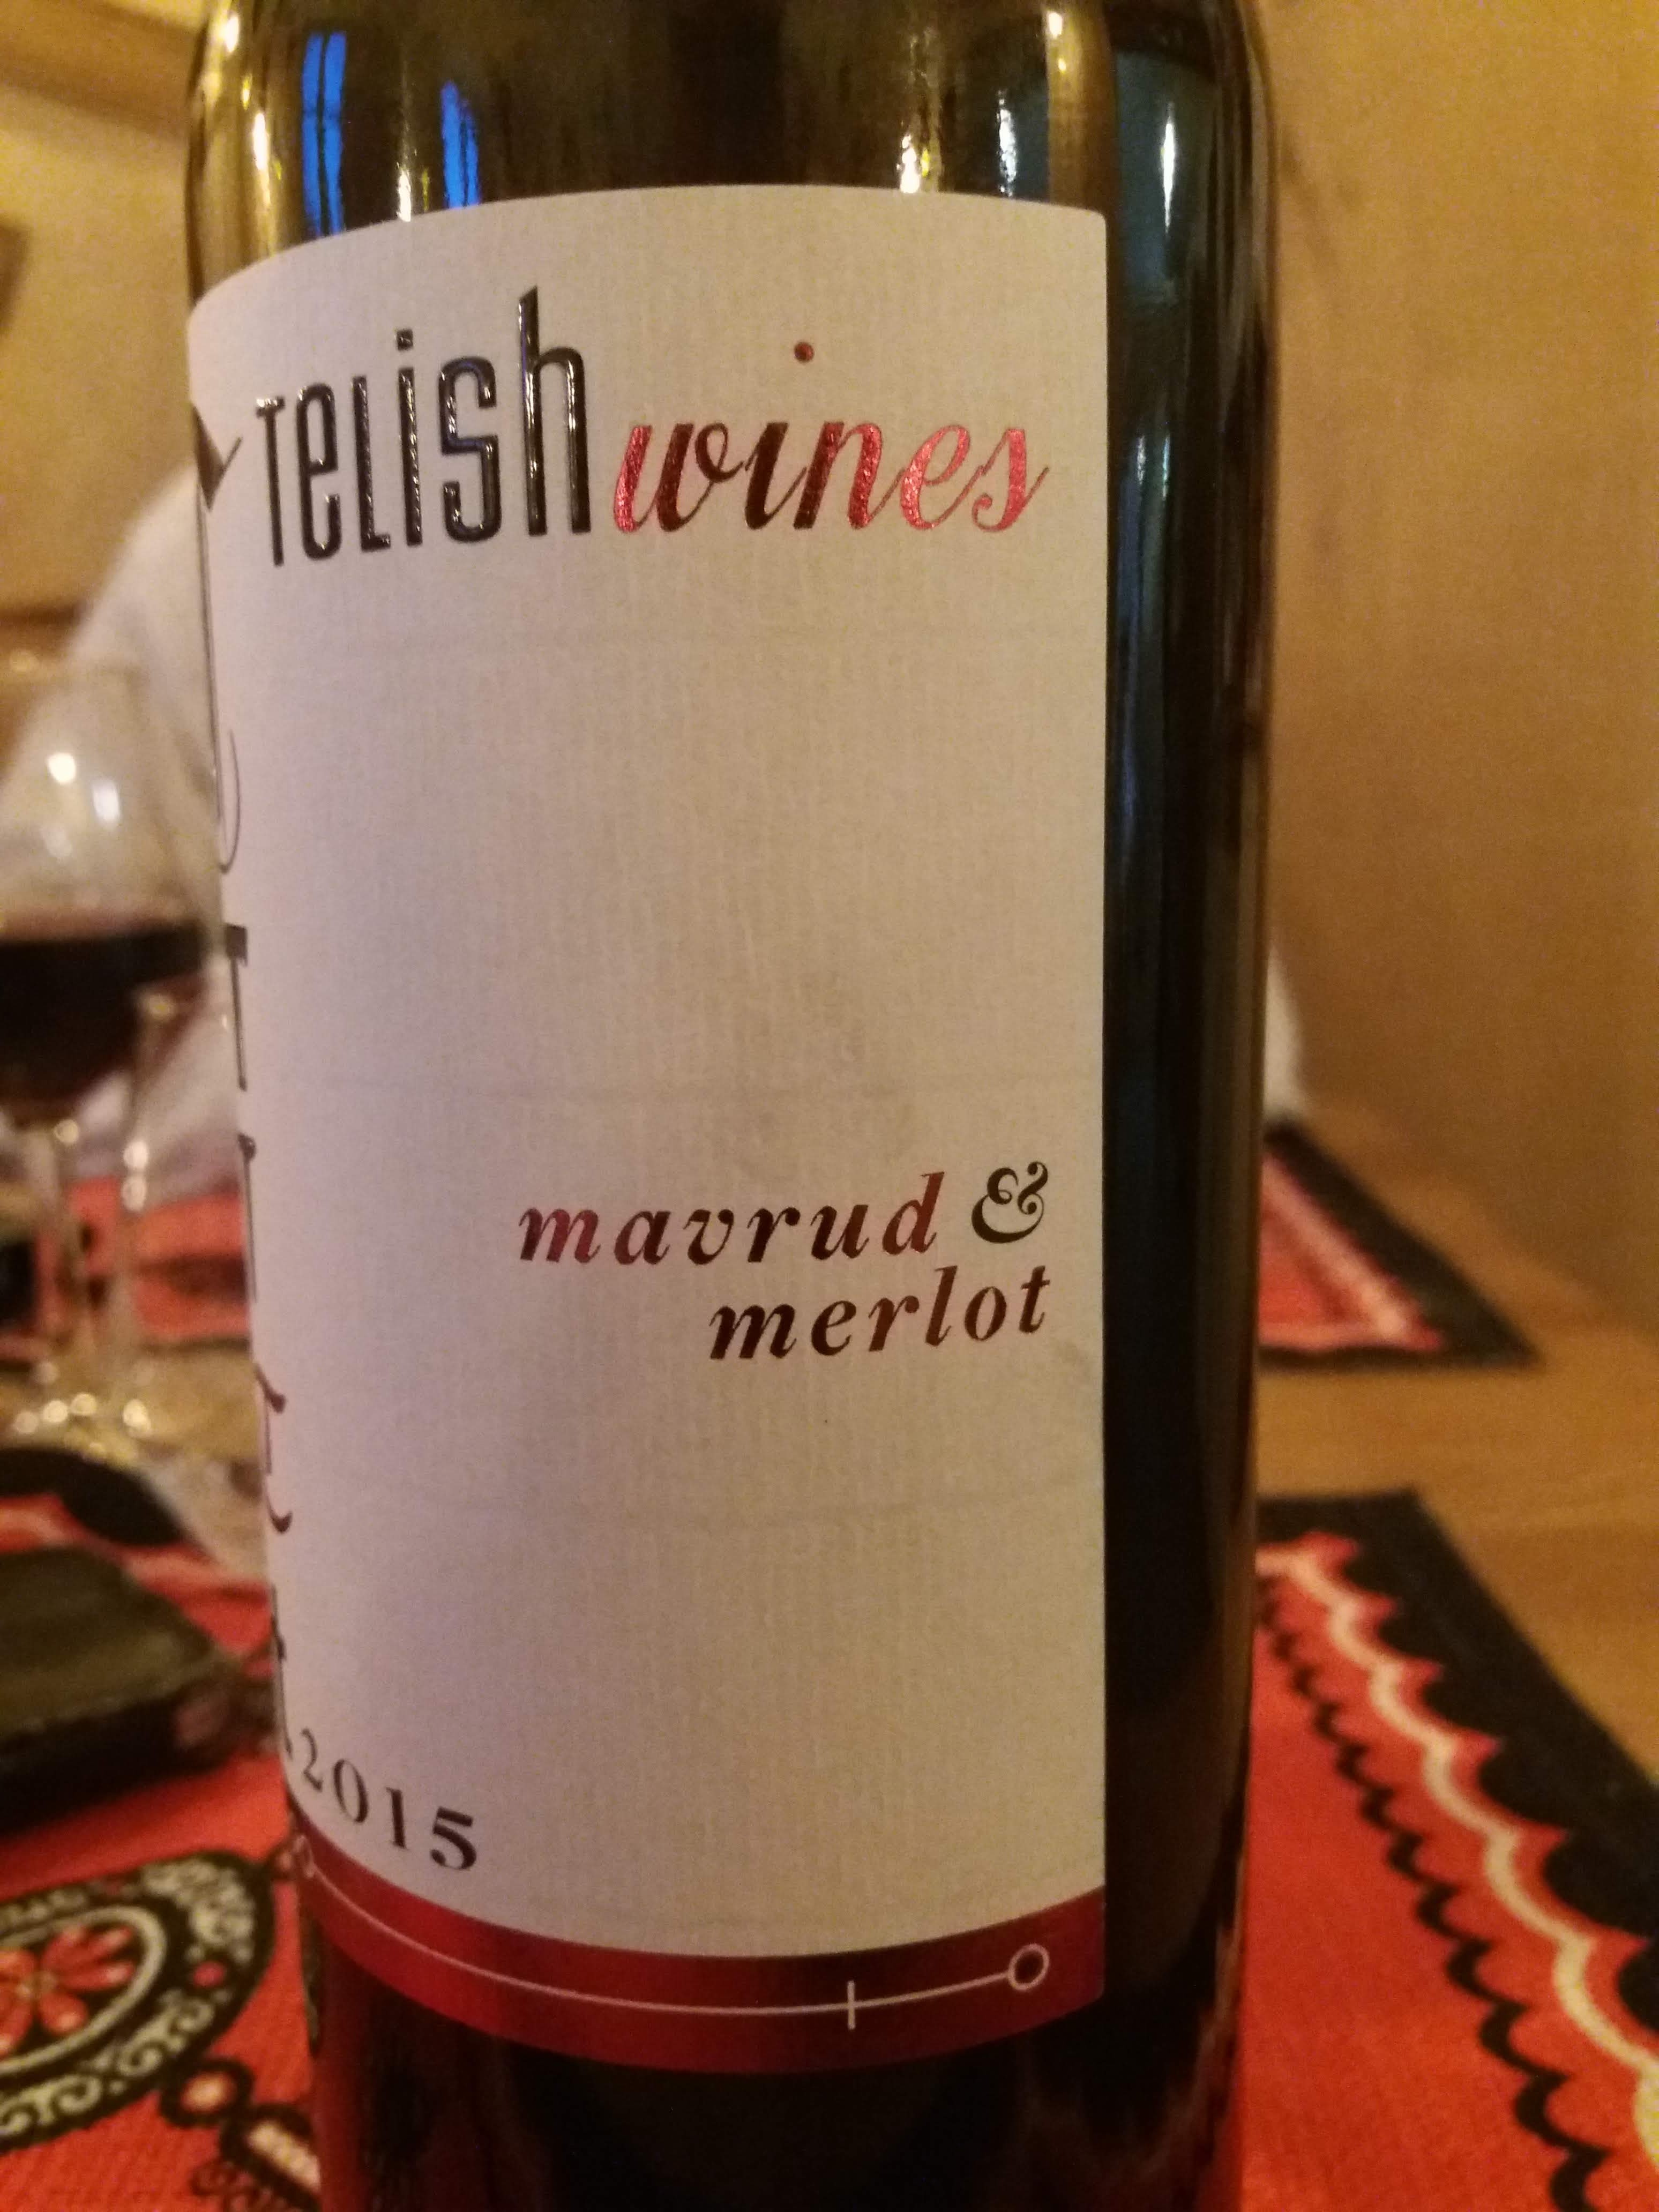 TeLish wines
mavrud &
merlot
2015